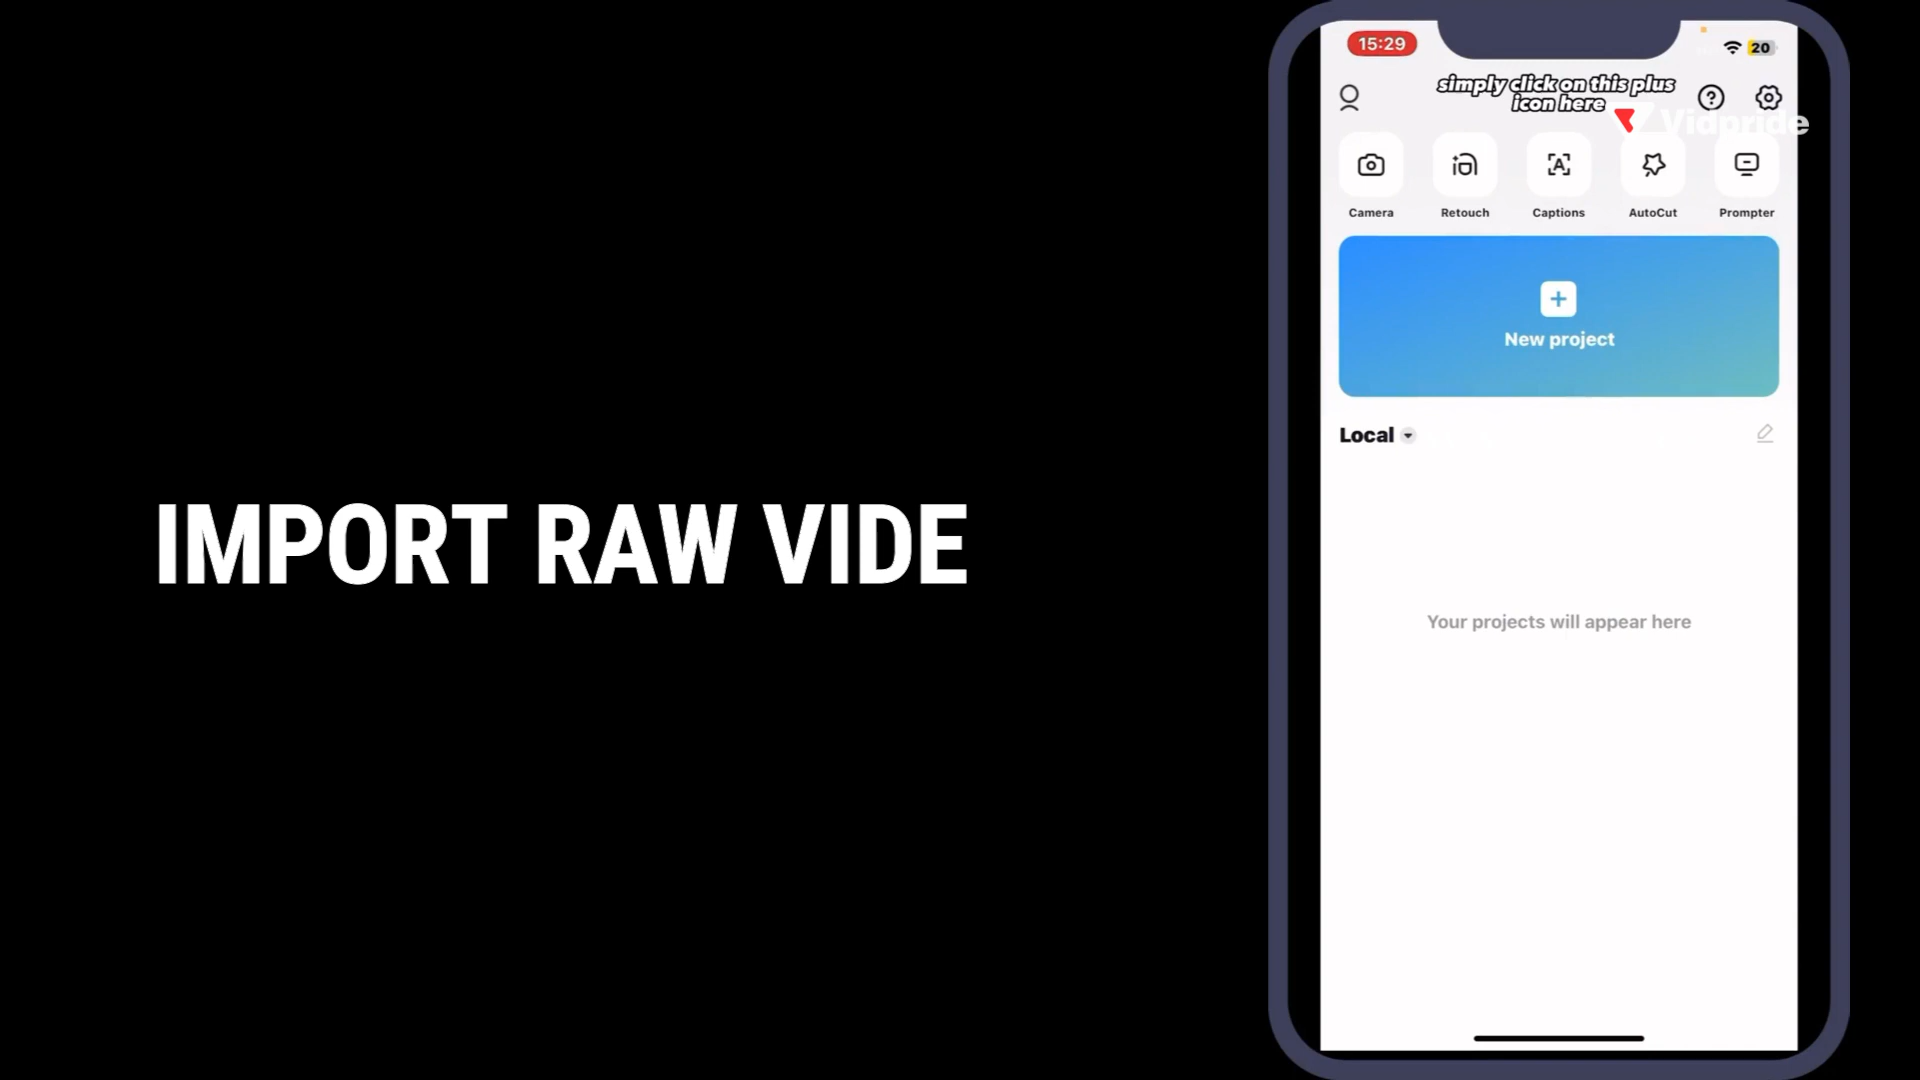 IMPORT RAW VIDE
15:29
20
simply click on this plus
icon here
Vidpride
Camera
Retouch
Captions
AutoCut
Prompter
New project
Local
Your projects will appear here